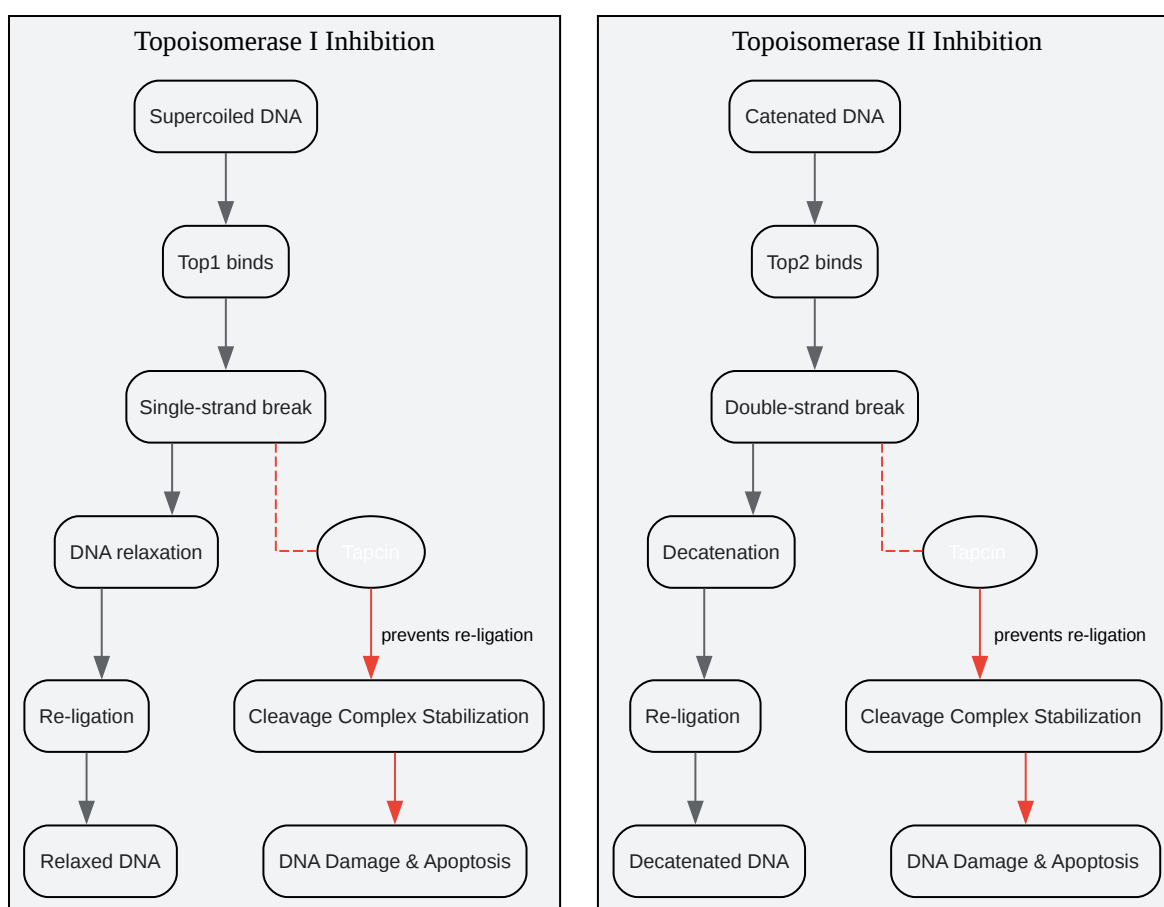 Topoisomerase I Inhibition
Supercoiled DNA
Top1 binds
Single-strand break
DNA relaxation
Tapcin
prevents re-ligation
Re-ligation
Cleavage Complex Stabilization
Relaxed DNA
DNA Damage & Apoptosis
Topoisomerase II Inhibition
Catenated DNA
Top2 binds
Double-strand break
Decatenation
Tapcin
prevents re-ligation
Re-ligation
Cleavage Complex Stabilization
Decatenated DNA
DNA Damage & Apoptosis